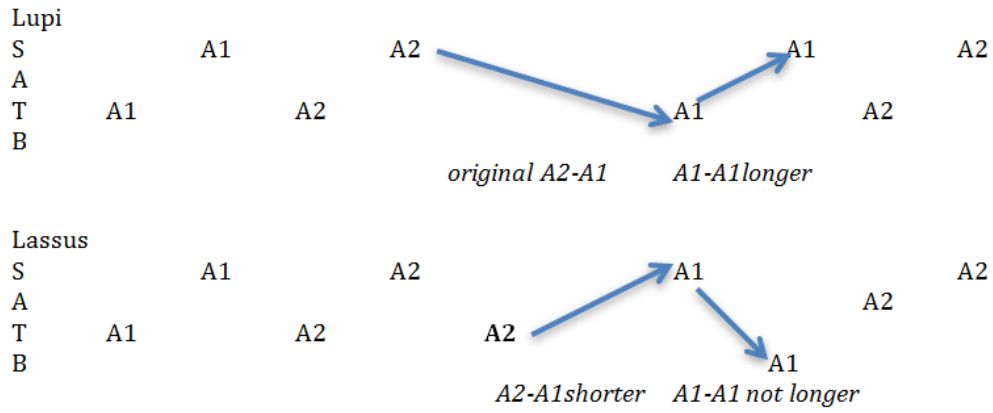 Lupi
S A1 A2 A1 A2
A
T A1 A2 A1 A2
B
original A2-A1 A1-A1longer
Lassus
S A1 A2 A1 A2
A A2
T A1 A2 A2
B A1
A2-A1shorter A1-A1 not longer